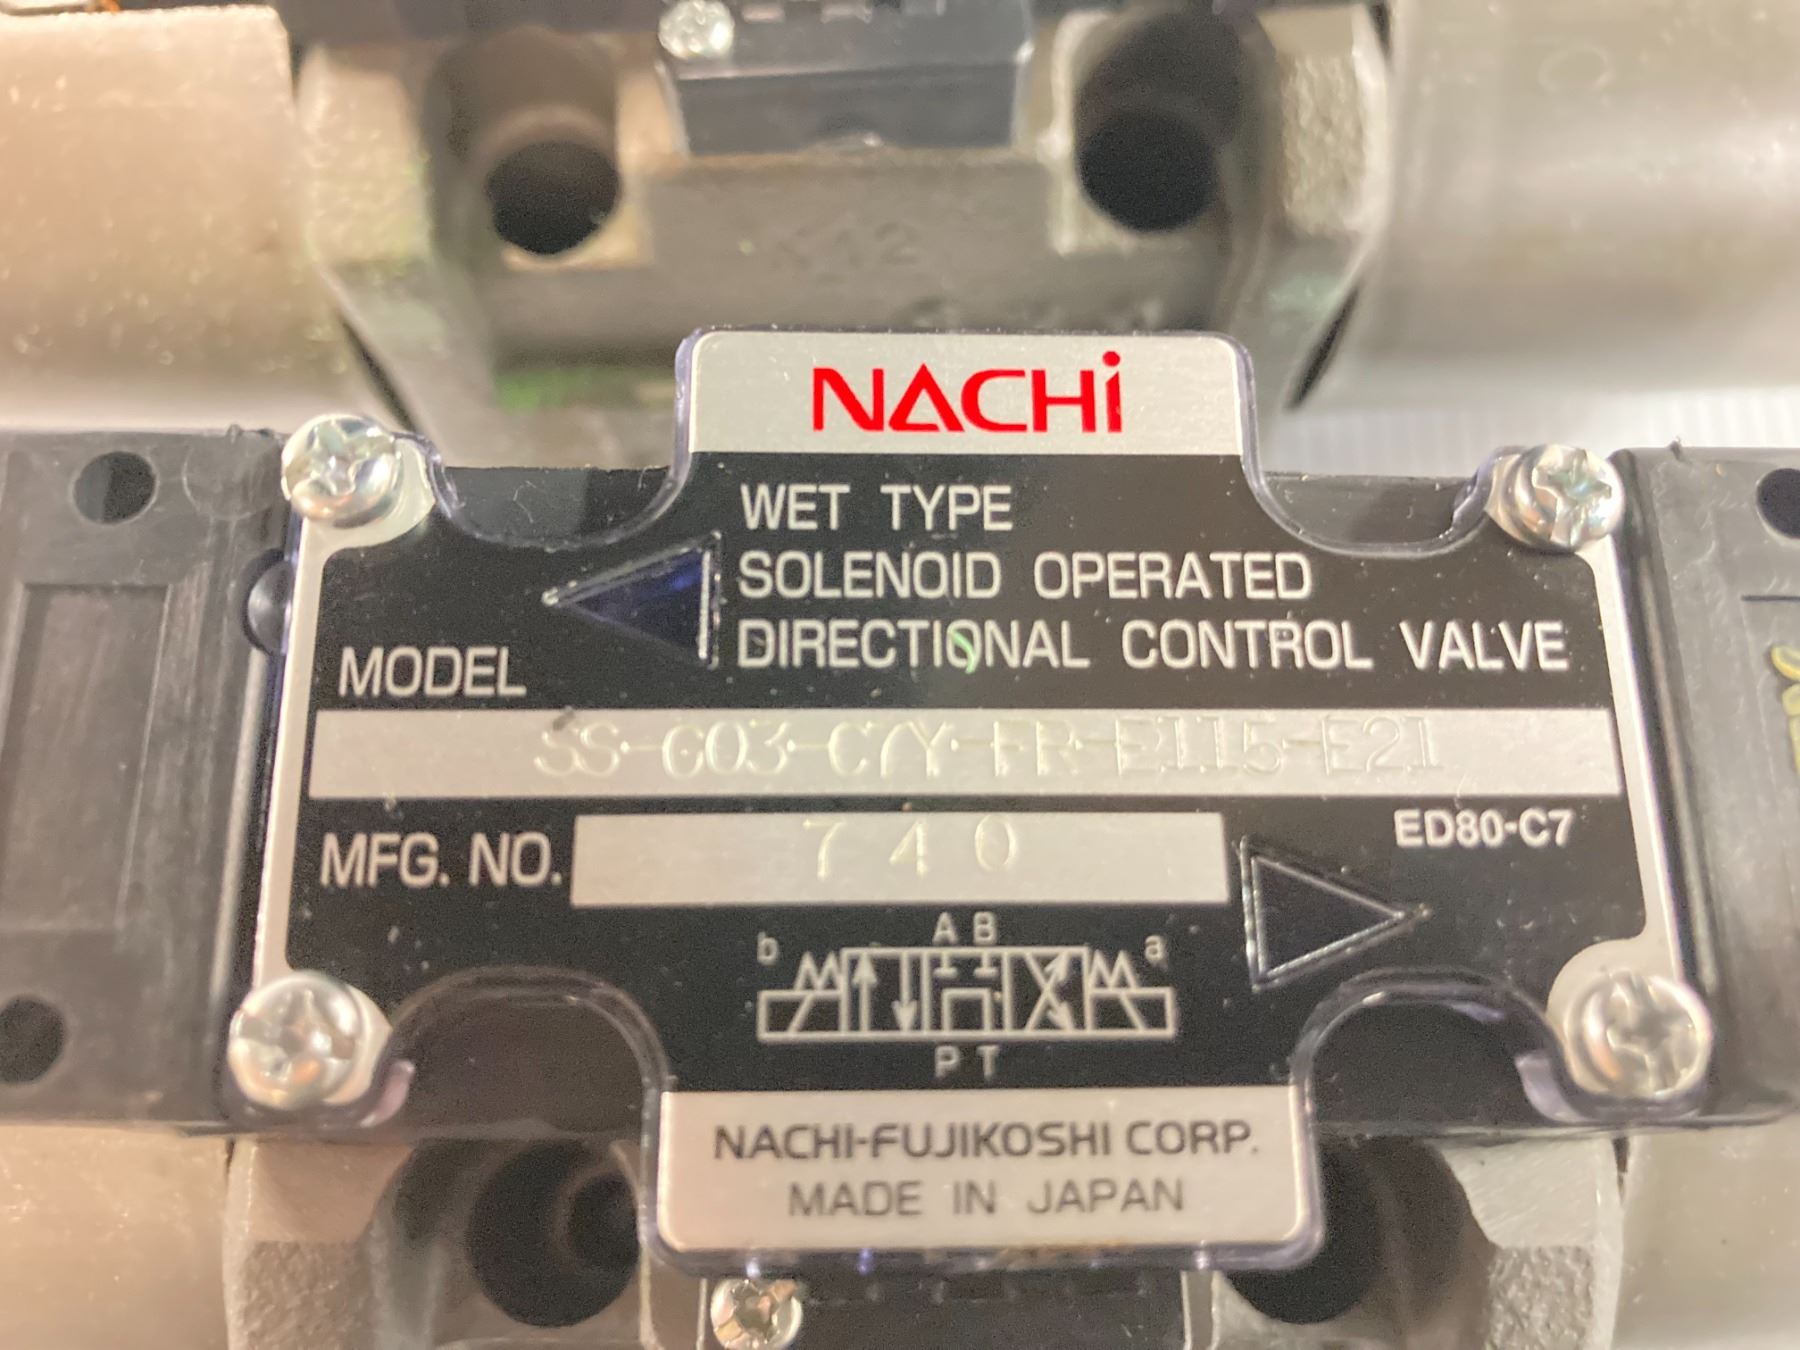 K42
NACHi
WET TYPE
SOLENOID OPERATED
DIRECTIONAL CONTROL VALVE
MODEL
SS-G03-C7Y-FR-E115-E21
MFG. NO.
740
ED80-C7
A B
b
a
P T
NACHI-FUJIKOSHI CORP.
MADE IN JAPAN